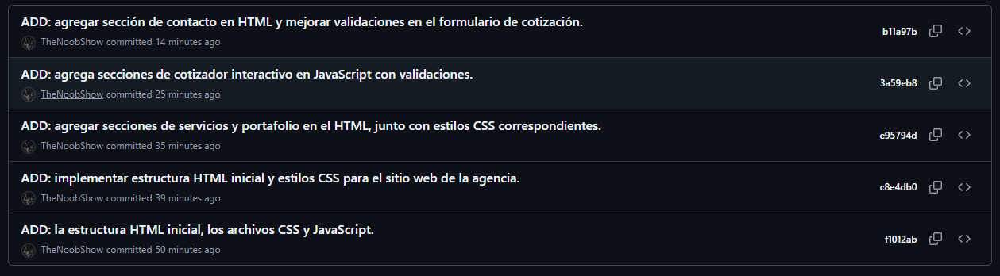 ADD: agregar sección de contacto en HTML y mejorar validaciones en el formulario de cotización.
TheNoobShow committed 14 minutes ago
b11a97b
ADD: agrega secciones de cotizador interactivo en JavaScript con validaciones.
TheNoobShow committed 25 minutes ago
3a59eb8
ADD: agregar secciones de servicios y portafolio en el HTML, junto con estilos CSS correspondientes.
TheNoobShow committed 35 minutes ago
e95794d
ADD: implementar estructura HTML inicial y estilos CSS para el sitio web de la agencia.
TheNoobShow committed 39 minutes ago
c8e4db0
ADD: la estructura HTML inicial, los archivos CSS y JavaScript.
TheNoobShow committed 50 minutes ago
f1012ab